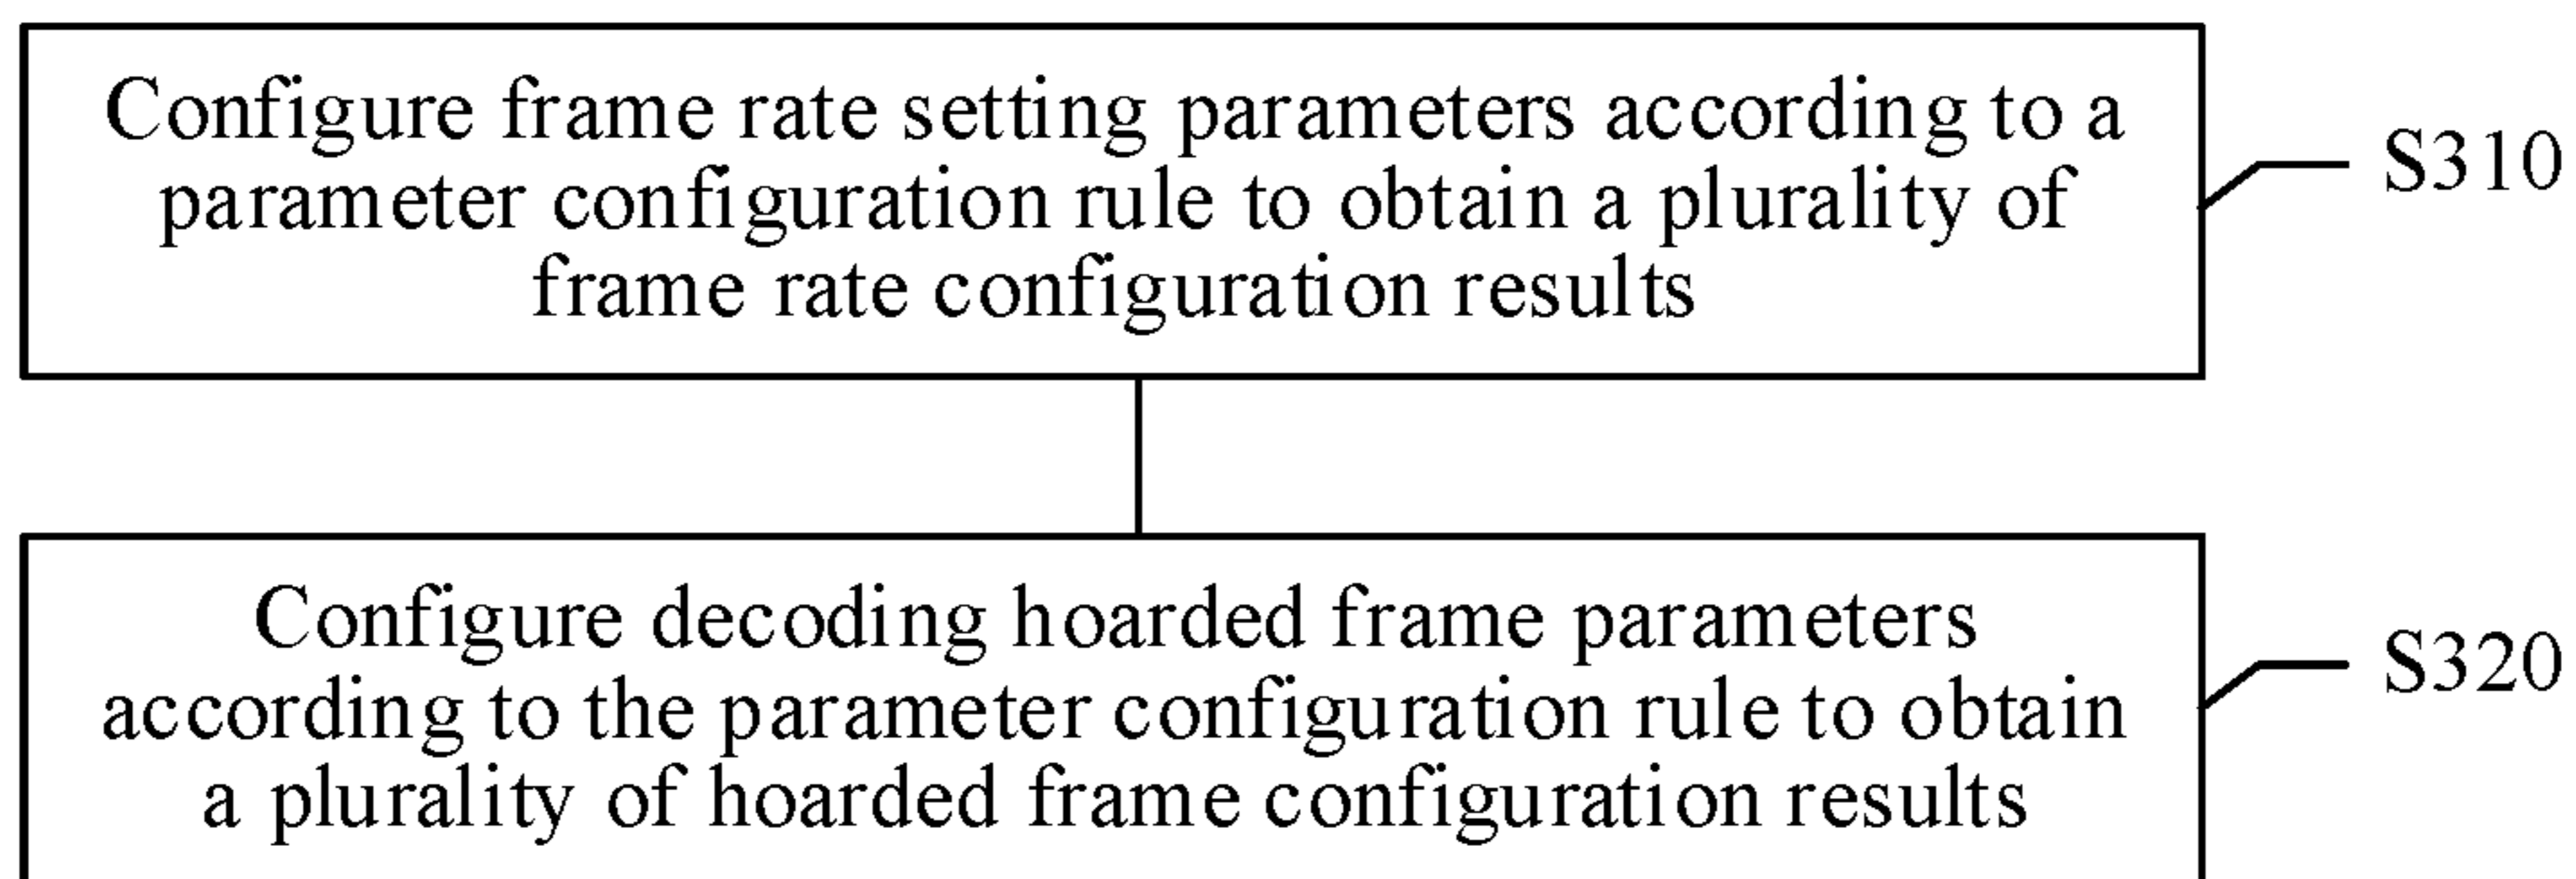 Configure frame rate setting parameters according to a
parameter configuration rule to obtain a plurality of
frame rate configuration results
S310
Configure decoding hoarded frame parameters
according to the parameter configuration rule to obtain
a plurality of hoarded frame configuration results
S320